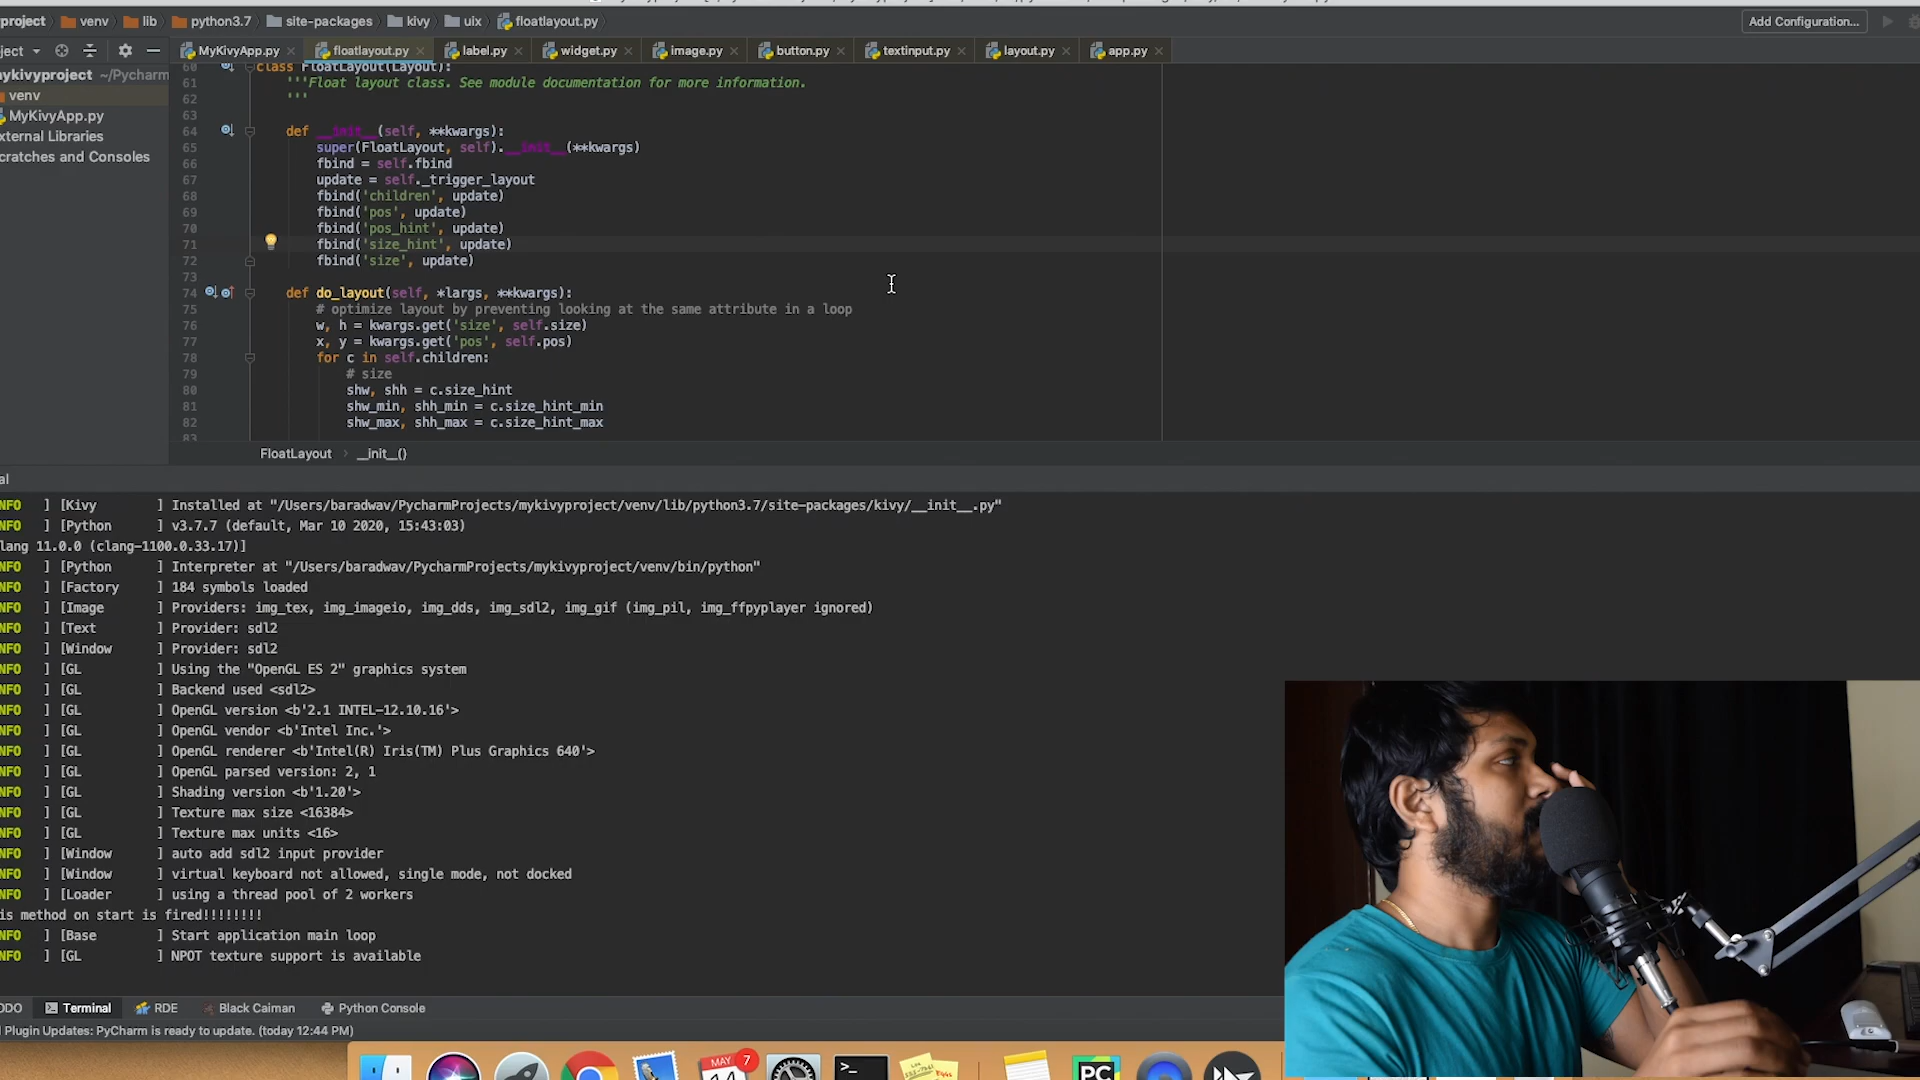 project venv lib python3.7 site-packages kivy uix floatlayout.py Add Configuration...
ject MyKivyApp.py floatlayout.py label.py widget.py image.py button.py textinput.py layout.py app.py
mykivyproject ~/Pycharm
venv
MyKivyApp.py
xternal Libraries
cratches and Consoles
60 class FloatLayout(Layout):
61 '''Float layout class. See module documentation for more information.
62 '''
63
64 def __init__(self, **kwargs):
65 super(FloatLayout, self).__init__(**kwargs)
66 fbind = self.fbind
67 update = self._trigger_layout
68 fbind('children', update)
69 fbind('pos', update)
70 fbind('pos_hint', update)
71 fbind('size_hint', update)
72 fbind('size', update)
73
74 def do_layout(self, *largs, **kwargs):
75 # optimize layout by preventing looking at the same attribute in a loop
76 w, h = kwargs.get('size', self.size)
77 x, y = kwargs.get('pos', self.pos)
78 for c in self.children:
79 # size
80 shw, shh = c.size_hint
81 shw_min, shh_min = c.size_hint_min
82 shw_max, shh_max = c.size_hint_max
83
FloatLayout › __init__()
al
NFO ] [Kivy ] Installed at "/Users/baradwav/PycharmProjects/mykivyproject/venv/lib/python3.7/site-packages/kivy/__init__.py"
NFO ] [Python ] v3.7.7 (default, Mar 10 2020, 15:43:03)
lang 11.0.0 (clang-1100.0.33.17)]
NFO ] [Python ] Interpreter at "/Users/baradwav/PycharmProjects/mykivyproject/venv/bin/python"
NFO ] [Factory ] 184 symbols loaded
NFO ] [Image ] Providers: img_tex, img_imageio, img_dds, img_sdl2, img_gif (img_pil, img_ffpyplayer ignored)
NFO ] [Text ] Provider: sdl2
NFO ] [Window ] Provider: sdl2
NFO ] [GL ] Using the "OpenGL ES 2" graphics system
NFO ] [GL ] Backend used <sdl2>
NFO ] [GL ] OpenGL version <b'2.1 INTEL-12.10.16'>
NFO ] [GL ] OpenGL vendor <b'Intel Inc.'>
NFO ] [GL ] OpenGL renderer <b'Intel(R) Iris(TM) Plus Graphics 640'>
NFO ] [GL ] OpenGL parsed version: 2, 1
NFO ] [GL ] Shading version <b'1.20'>
NFO ] [GL ] Texture max size <16384>
NFO ] [GL ] Texture max units <16>
NFO ] [Window ] auto add sdl2 input provider
NFO ] [Window ] virtual keyboard not allowed, single mode, not docked
NFO ] [Loader ] using a thread pool of 2 workers
is method on start is fired!!!!!!!!
NFO ] [Base ] Start application main loop
NFO ] [GL ] NPOT texture support is available
ODO Terminal RDE Black Caiman Python Console
Plugin Updates: PyCharm is ready to update. (today 12:44 PM)
MAY 7
>_
PC